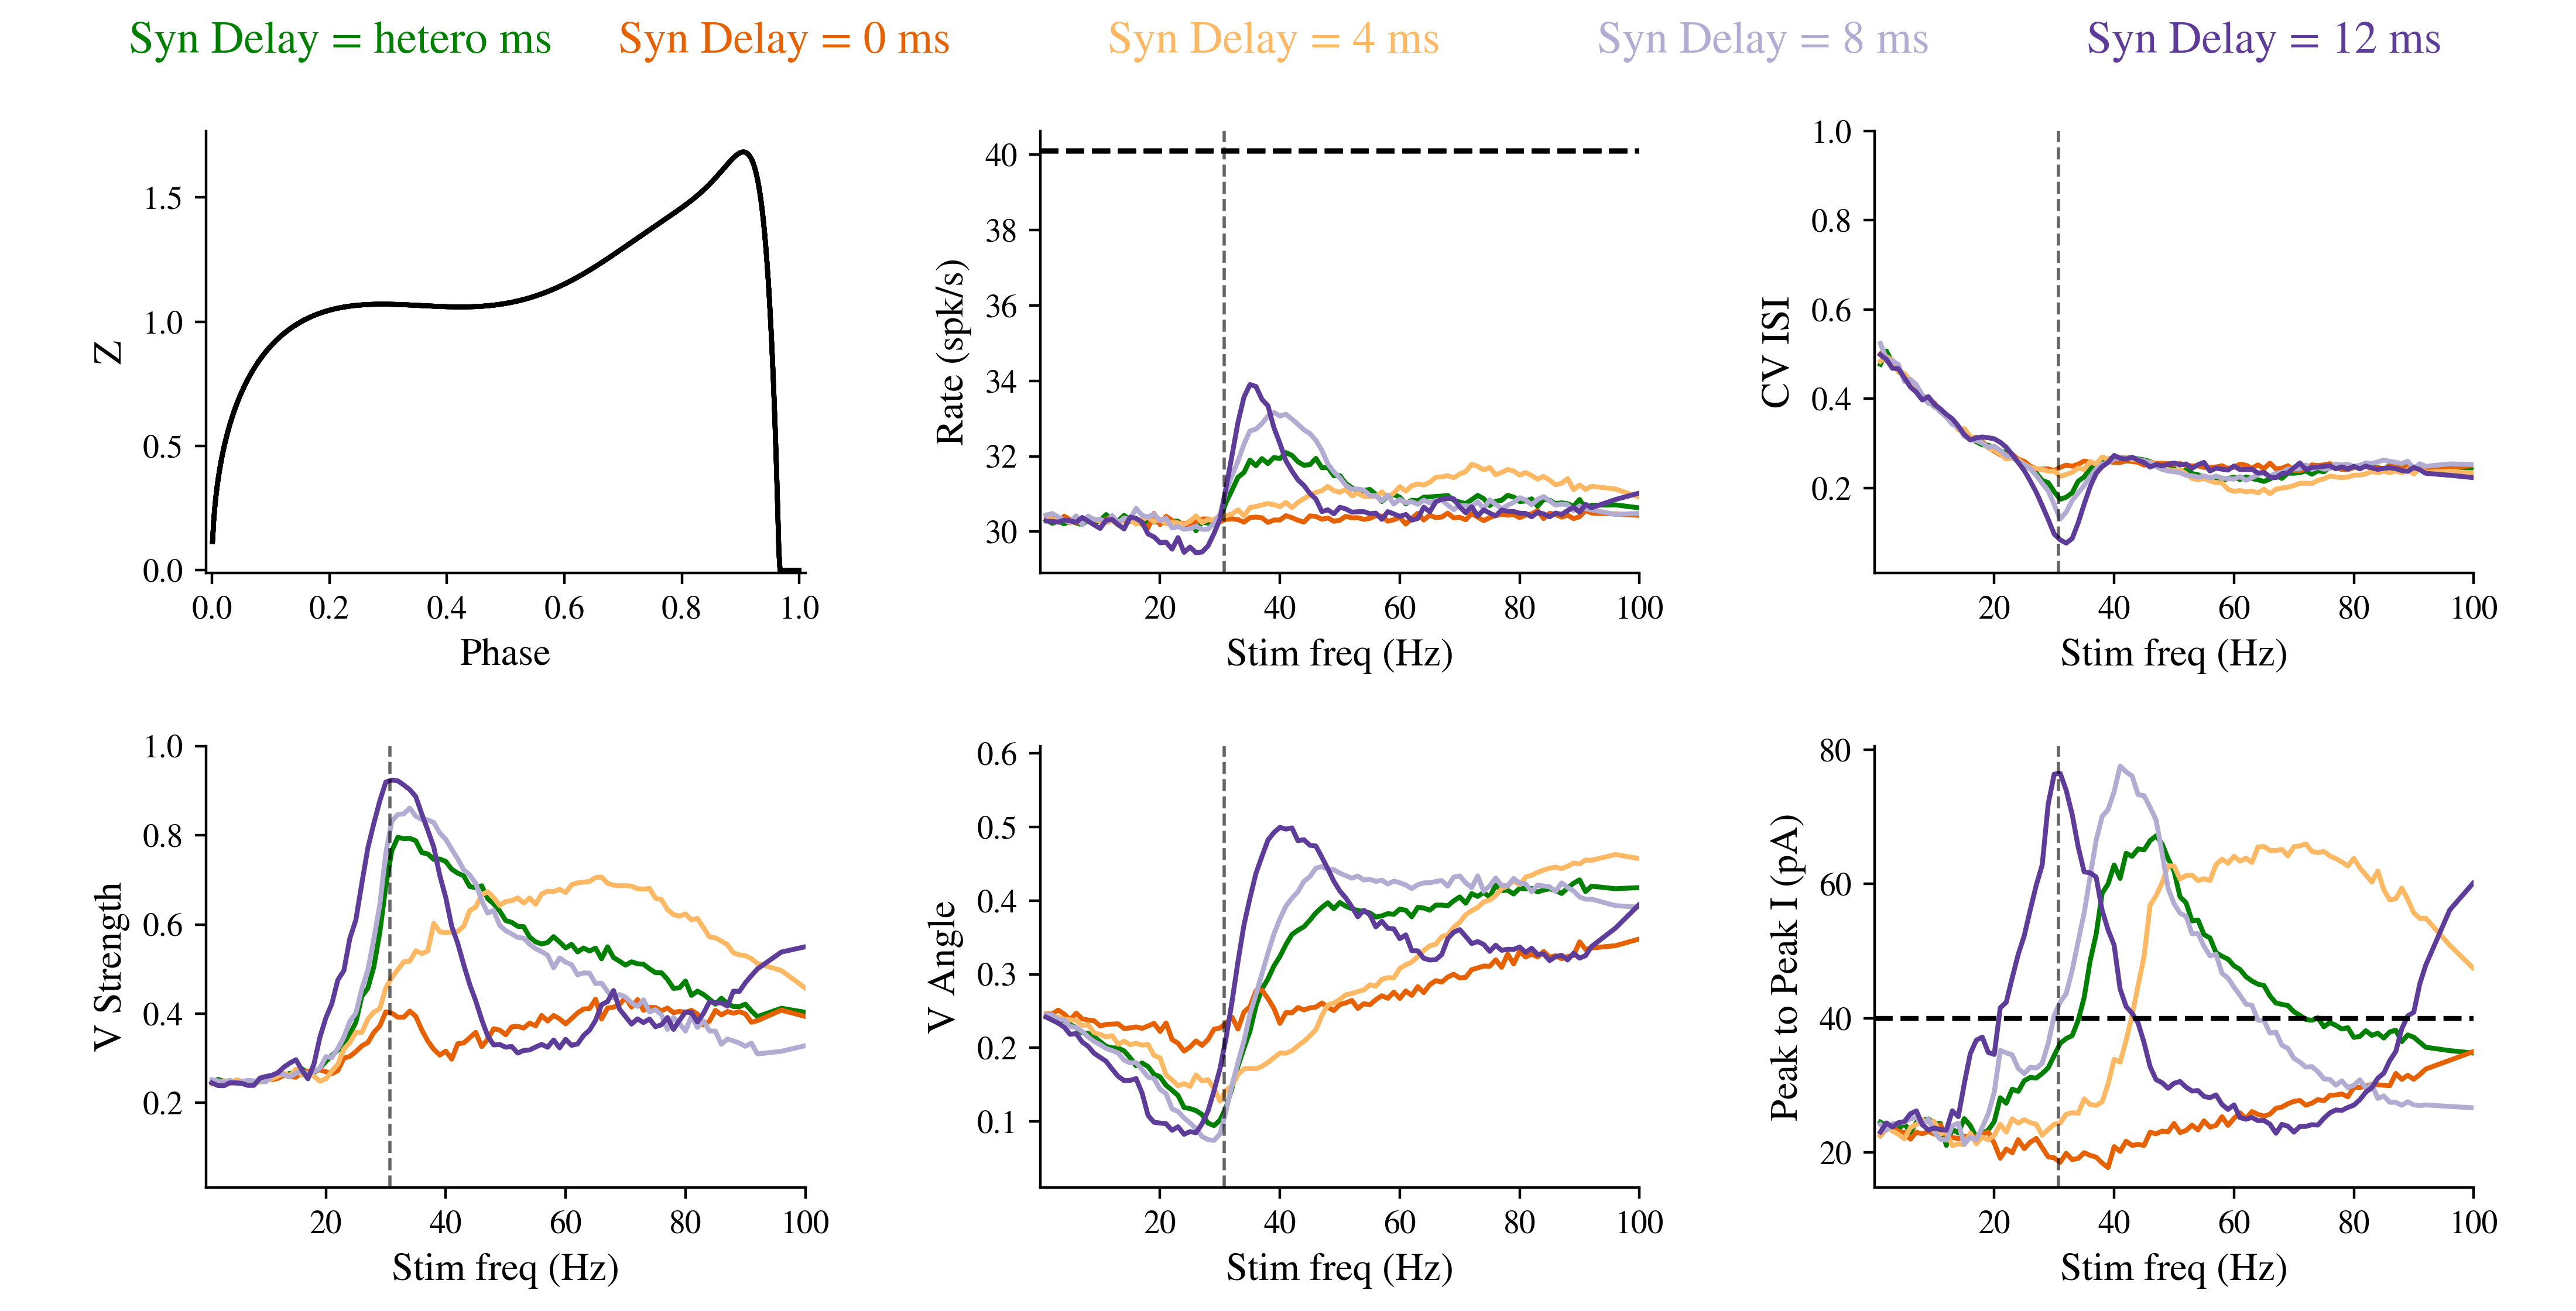 Syn Delay = hetero ms Syn Delay = 0 ms Syn Delay = 4 ms Syn Delay = 8 ms Syn Delay = 12 ms
Z
1.5
1.0
0.5
0.0
0.0 0.2 0.4 0.6 0.8 1.0
Phase
Rate (spk/s)
40
38
36
34
32
30
20 40 60 80 100
Stim freq (Hz)
CV ISI
1.0
0.8
0.6
0.4
0.2
20 40 60 80 100
Stim freq (Hz)
V Strength
1.0
0.8
0.6
0.4
0.2
20 40 60 80 100
Stim freq (Hz)
V Angle
0.6
0.5
0.4
0.3
0.2
0.1
20 40 60 80 100
Stim freq (Hz)
Peak to Peak I (pA)
80
60
40
20
20 40 60 80 100
Stim freq (Hz)